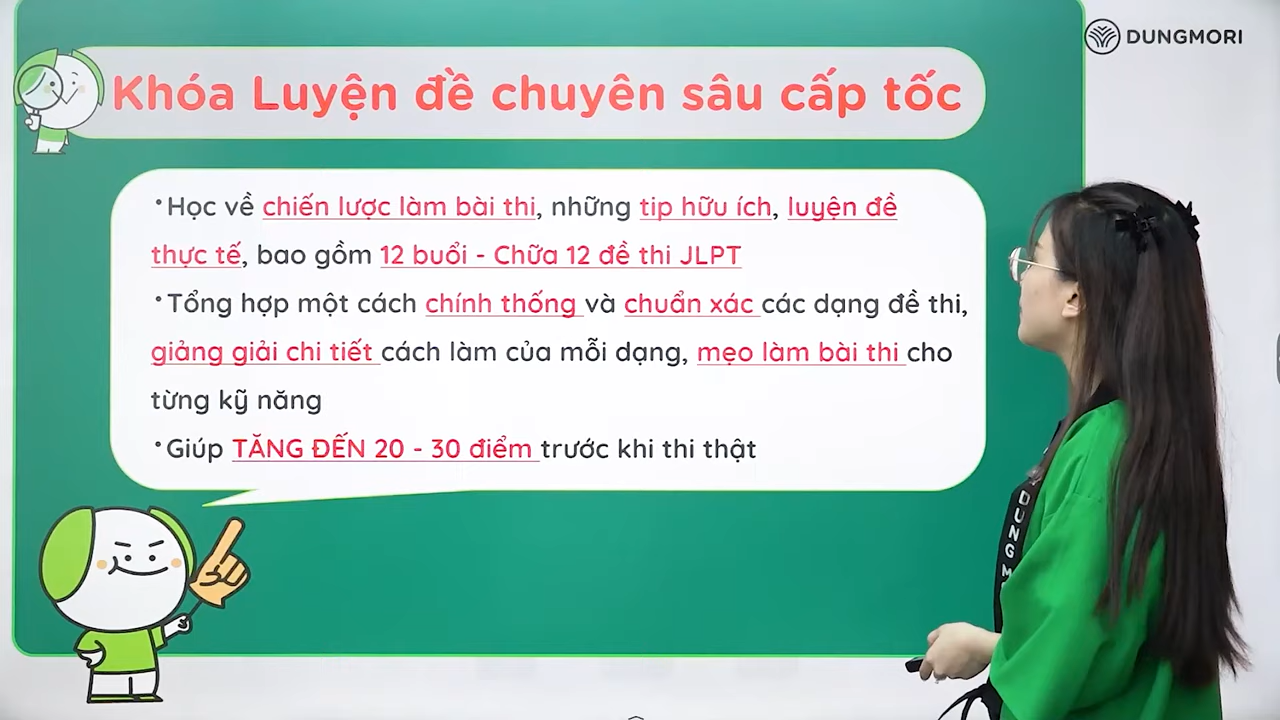 DUNGMORI
Khóa Luyện đề chuyên sâu cấp tốc
•Học về chiến lược làm bài thi, những tip hữu ích, luyện đề
thực tế, bao gồm 12 buổi - Chữa 12 đề thi JLPT
•Tổng hợp một cách chính thống và chuẩn xác các dạng đề thi,
giảng giải chi tiết cách làm của mỗi dạng, mẹo làm bài thi cho
từng kỹ năng
•Giúp TĂNG ĐẾN 20 - 30 điểm trước khi thi thật